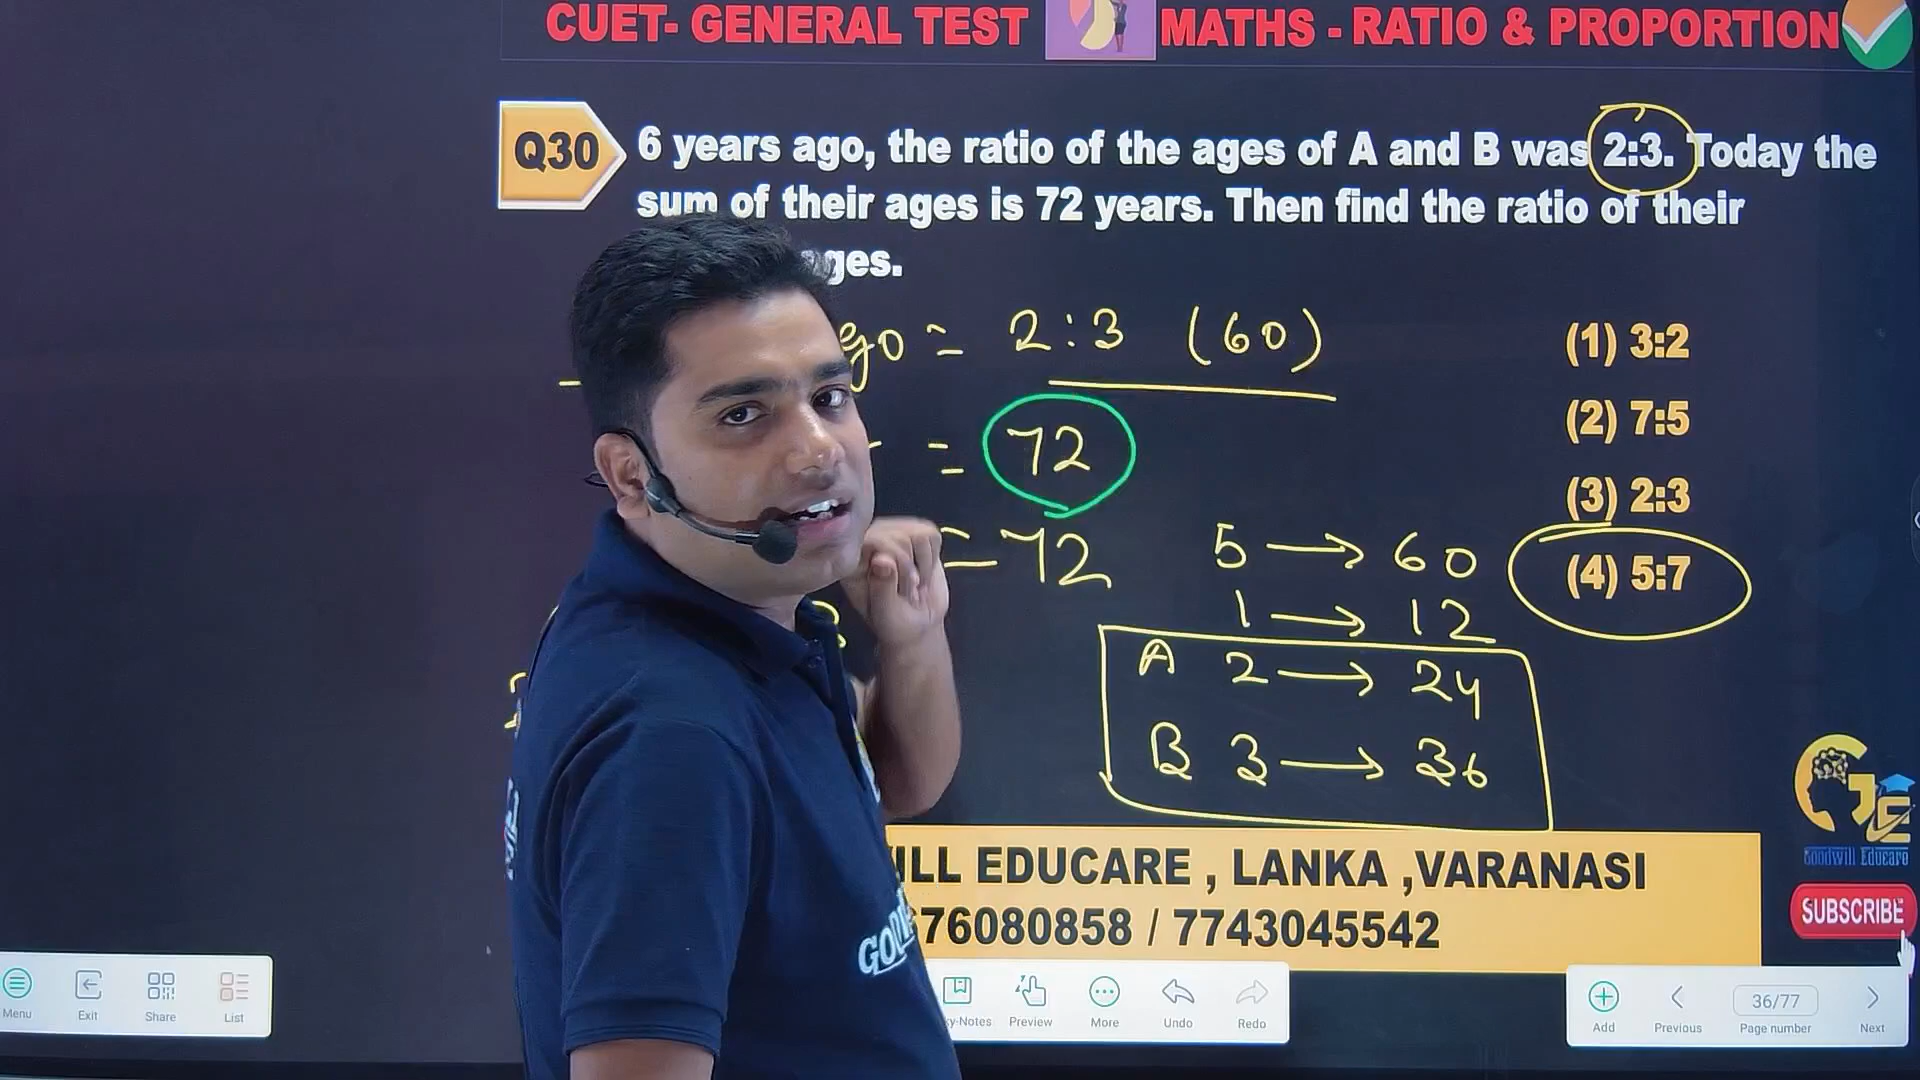 CUET- GENERAL TEST MATHS - RATIO & PROPORTION
Q30 6 years ago, the ratio of the ages of A and B was 2:3. Today the
sum of their ages is 72 years. Then find the ratio of their
ges.
go = 2:3 (60)
= 72
= 72
(1) 3:2
(2) 7:5
(3) 2:3
(4) 5:7
5 → 60
1 → 12
A 2 → 24
B 3 → 36
ILL EDUCARE , LANKA ,VARANASI
76080858 / 7743045542
Goodwill Educare
SUBSCRIBE
Menu Exit Share List
ky-Notes Preview More Undo Redo
Add Previous 36/77 Page number Next